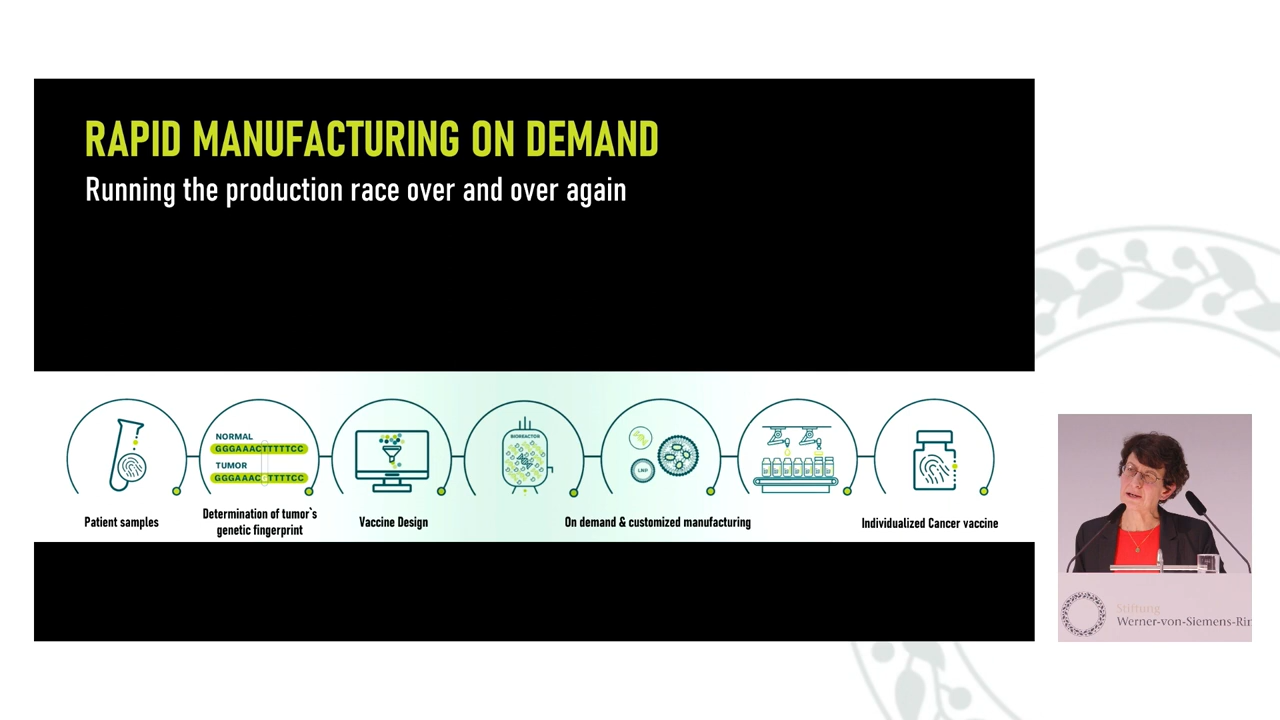 RAPID MANUFACTURING ON DEMAND
Running the production race over and over again
NORMAL
GGGAAACTTTTTCC
TUMOR
GGGAAACGTTTTCC
BIOREACTOR
LNP
Patient samples
Determination of tumor`s
genetic fingerprint
Vaccine Design
On demand & customized manufacturing
Individualized Cancer vaccine
Stiftung
Werner-von-Siemens-Rin